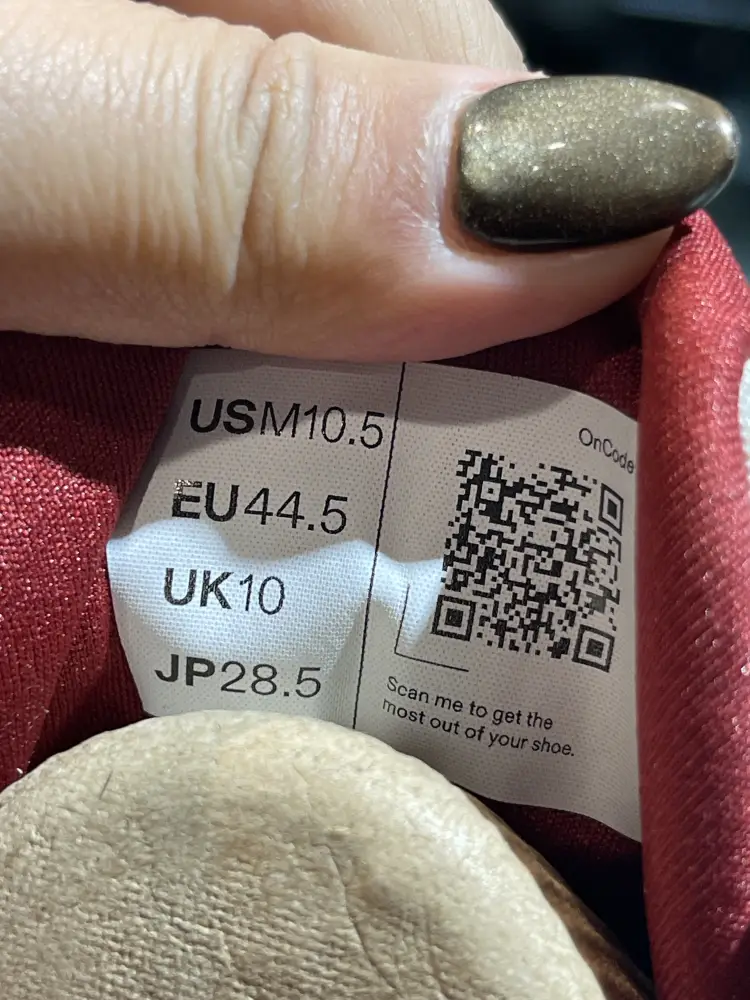 USM10.5
EU44.5
UK10
JP28.5
OnCode
Scan me to get the
most out of your shoe.